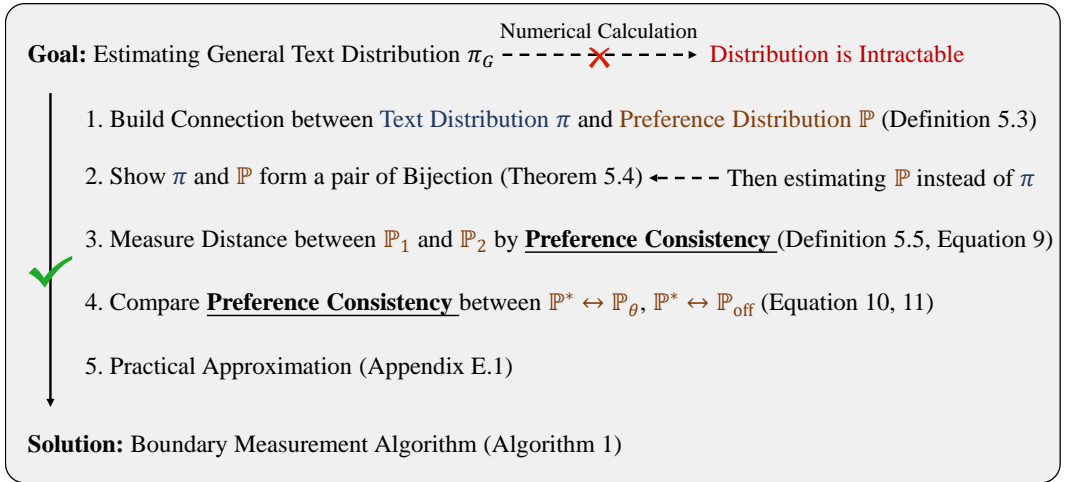 Numerical Calculation
Goal: Estimating General Text Distribution π_G Distribution is Intractable
1. Build Connection between Text Distribution π and Preference Distribution ℙ (Definition 5.3)
2. Show π and ℙ form a pair of Bijection (Theorem 5.4) Then estimating ℙ instead of π
3. Measure Distance between ℙ₁ and ℙ₂ by Preference Consistency (Definition 5.5, Equation 9)
4. Compare Preference Consistency between ℙ* ↔ ℙ_θ, ℙ* ↔ ℙ_off (Equation 10, 11)
5. Practical Approximation (Appendix E.1)
Solution: Boundary Measurement Algorithm (Algorithm 1)